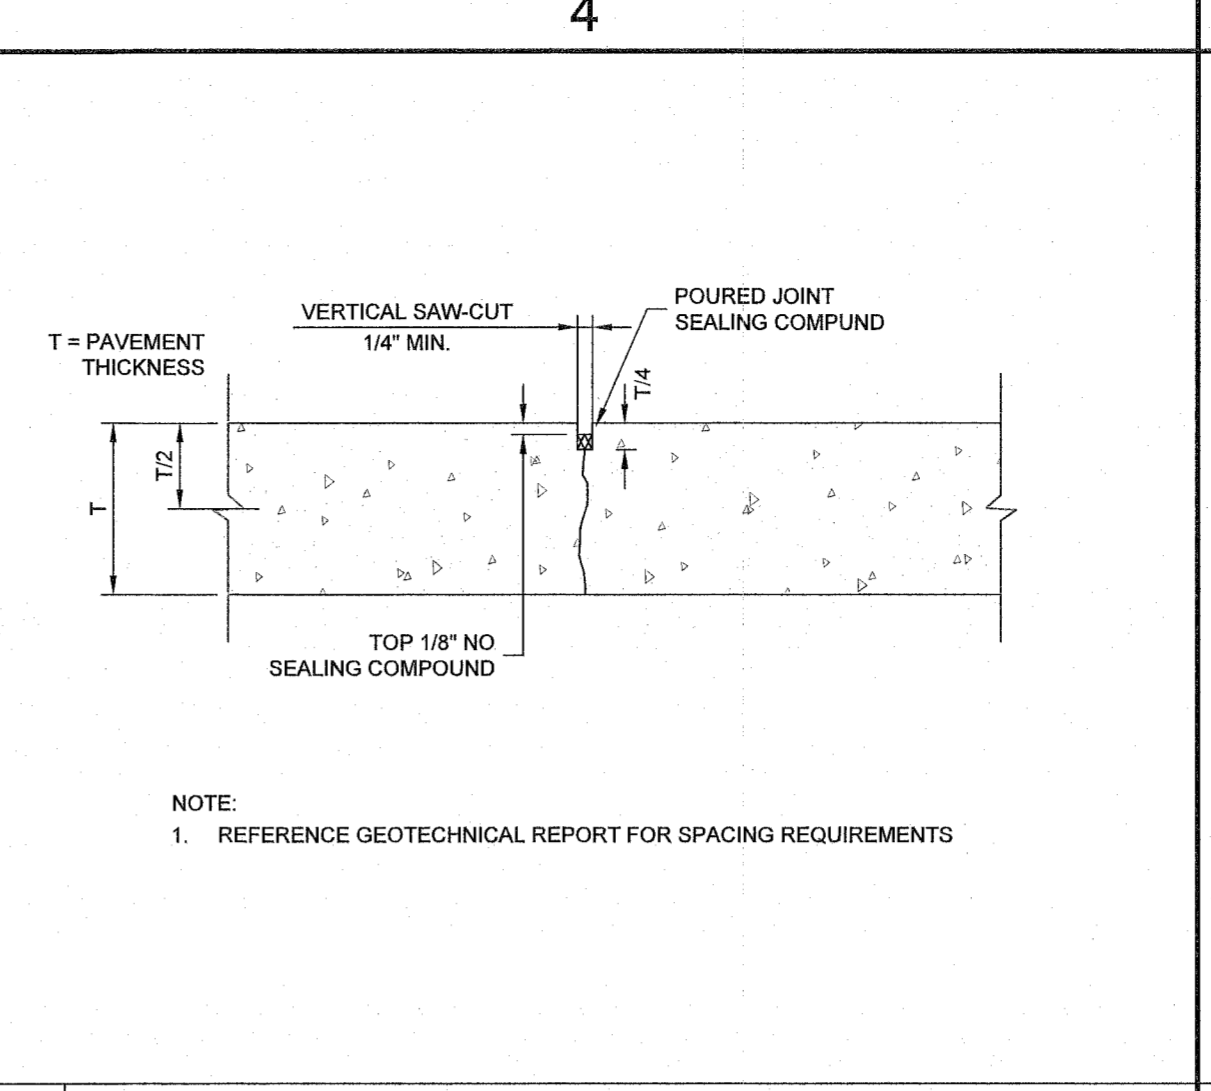 4
VERTICAL SAW-CUT
1/4" MIN.
POURED JOINT
SEALING COMPUND
T = PAVEMENT
THICKNESS
T/4
T/2
T
TOP 1/8" NO
SEALING COMPOUND
NOTE:
1. REFERENCE GEOTECHNICAL REPORT FOR SPACING REQUIREMENTS